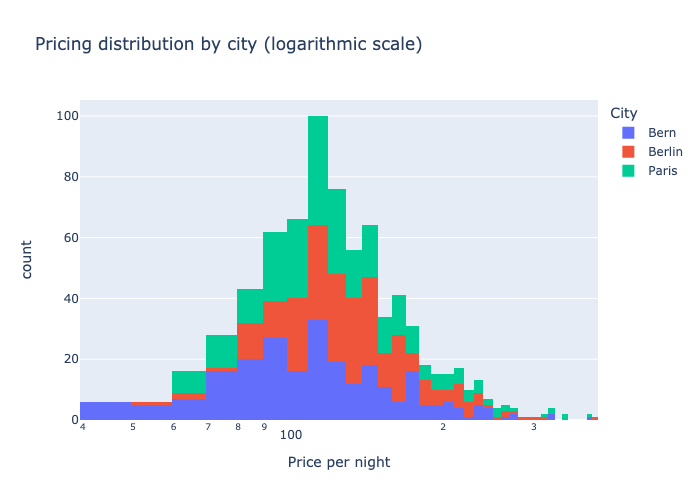 Pricing distribution by city (logarithmic scale)
City
Bern
Berlin
Paris
100
80
60
40
20
0
count
4 5 6 7 8 9 100 2 3
Price per night